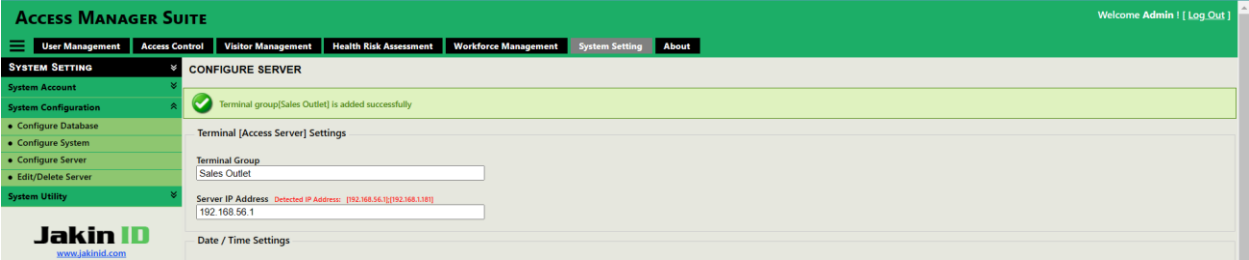 Access Manager Suite
Welcome Admin ! [ Log Out ]
User Management Access Control Visitor Management Health Risk Assessment Workforce Management System Setting About
System Setting
CONFIGURE SERVER
System Account
System Configuration
Terminal group[Sales Outlet] is added successfully
• Configure Database
• Configure System
• Configure Server
• Edit/Delete Server
System Utility
Terminal [Access Server] Settings
Terminal Group
Sales Outlet
Server IP Address Detected IP Address: [192.168.56.1];[192.168.1.181]
192.168.56.1
Jakin ID
www.jakinid.com
Date / Time Settings